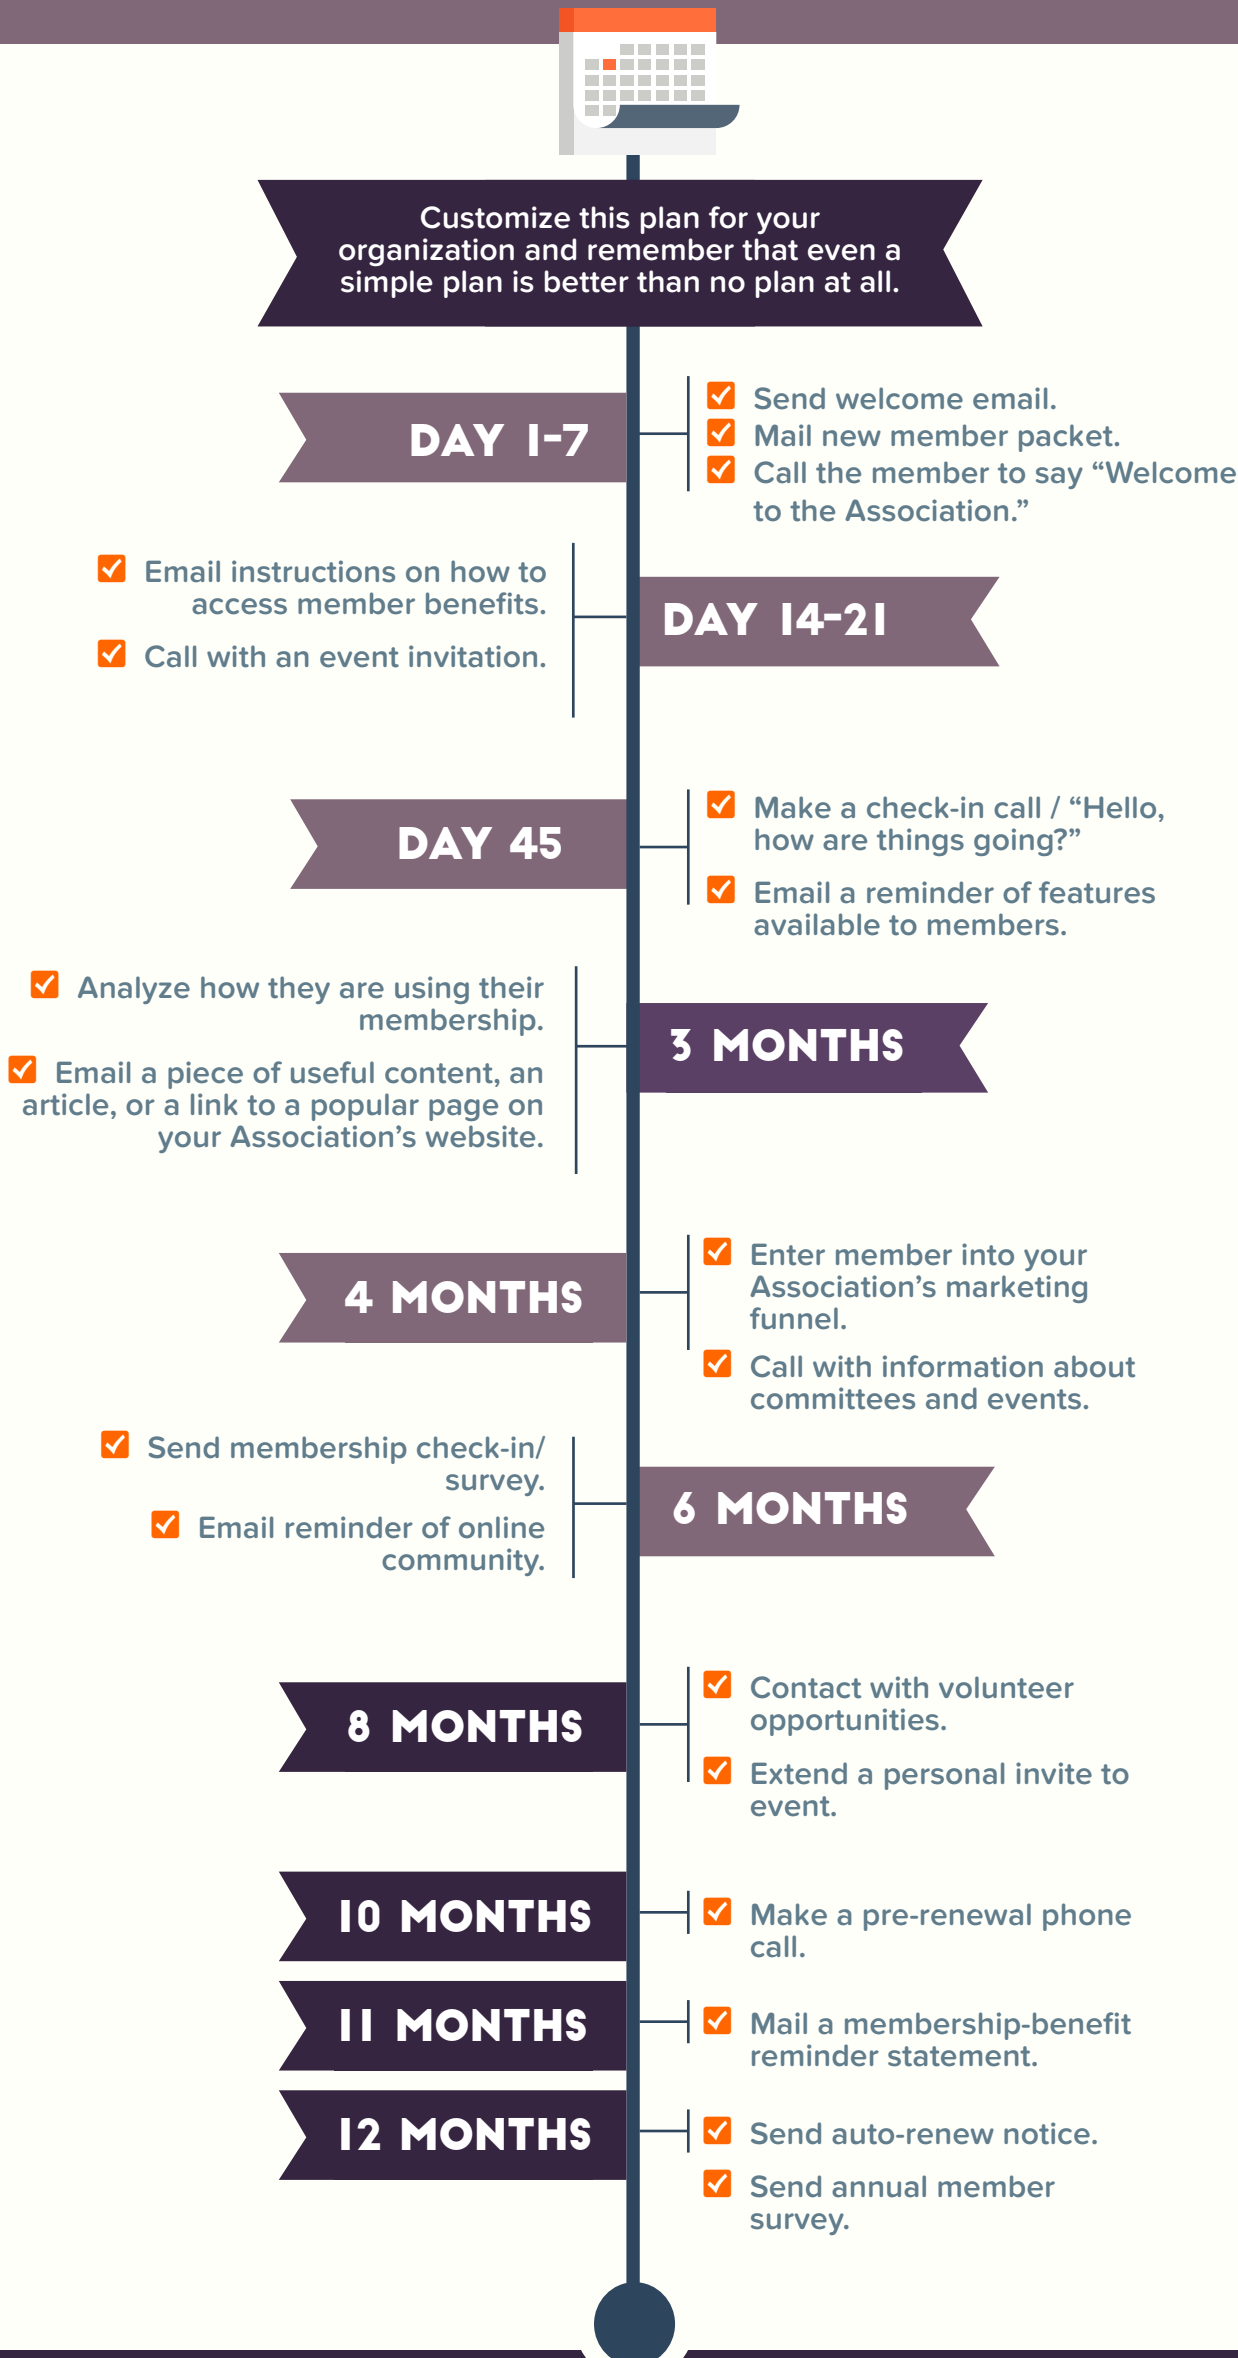 Customize this plan for your
organization and remember that even a
simple plan is better than no plan at all.
DAY 1-7
Send welcome email.
Mail new member packet.
Call the member to say “Welcome
to the Association.”
DAY 14-21
Email instructions on how to
access member benefits.
Call with an event invitation.
DAY 45
Make a check-in call / “Hello,
how are things going?”
Email a reminder of features
available to members.
3 MONTHS
Analyze how they are using their
membership.
Email a piece of useful content, an
article, or a link to a popular page on
your Association’s website.
4 MONTHS
Enter member into your
Association’s marketing
funnel.
Call with information about
committees and events.
6 MONTHS
Send membership check-in/
survey.
Email reminder of online
community.
8 MONTHS
Contact with volunteer
opportunities.
Extend a personal invite to
event.
10 MONTHS
Make a pre-renewal phone
call.
11 MONTHS
Mail a membership-benefit
reminder statement.
12 MONTHS
Send auto-renew notice.
Send annual member
survey.